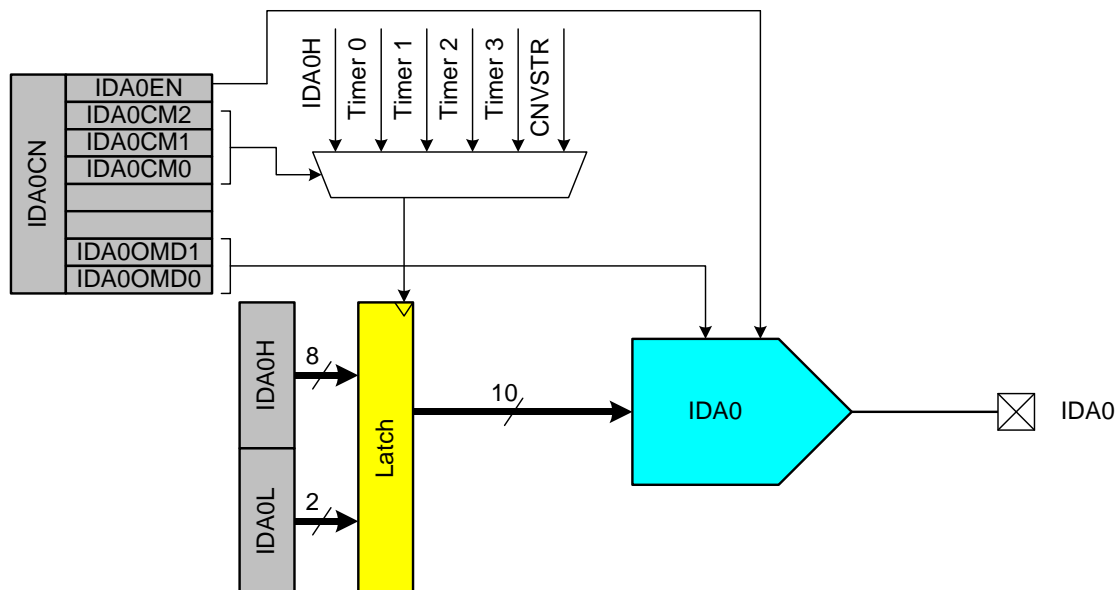 IDA0CN
IDA0EN
IDA0CM2
IDA0CM1
IDA0CM0
IDA0OMD1
IDA0OMD0
IDA0H
Timer 0
Timer 1
Timer 2
Timer 3
CNVSTR
IDA0H
8
IDA0L
2
Latch
10
IDA0
IDA0